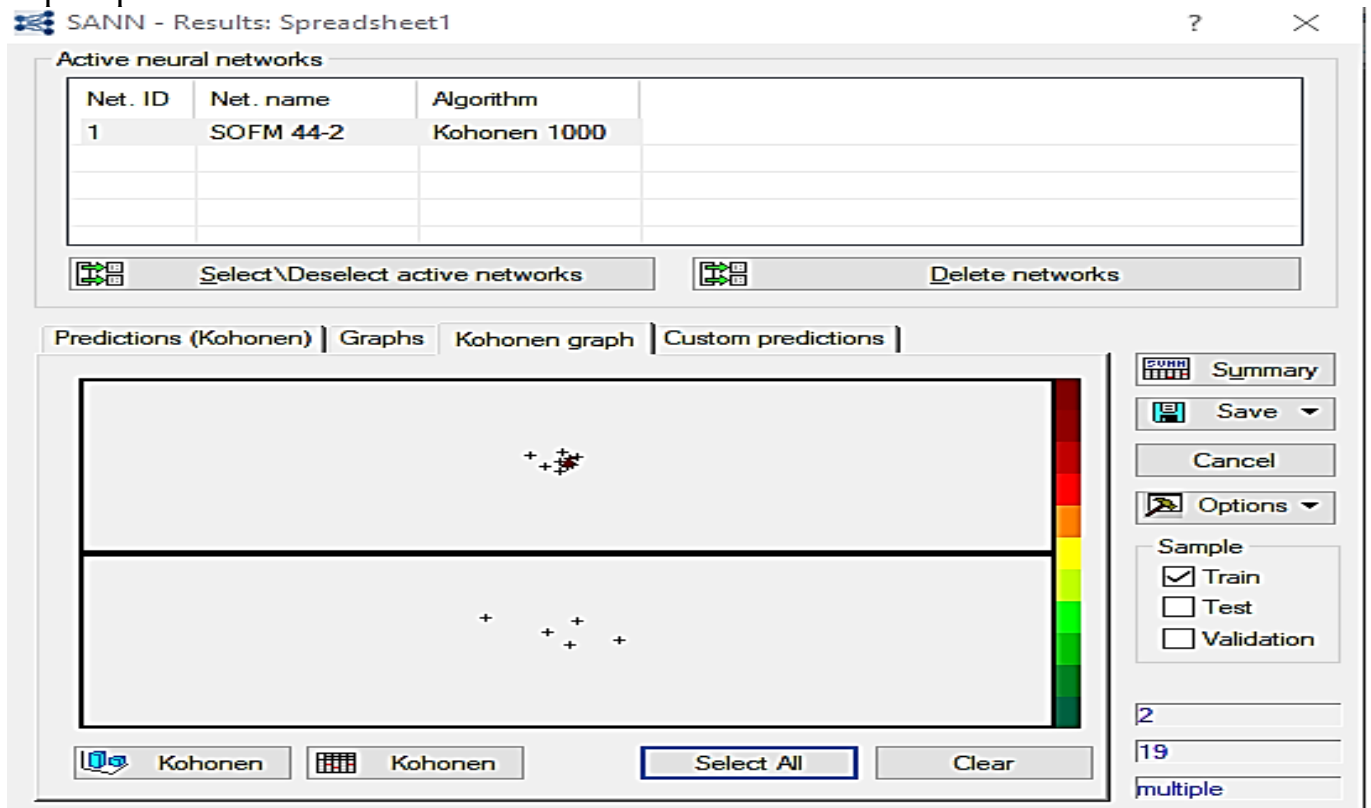 SANN - Results: Spreadsheet1 ?
Active neural networks
Net. ID Net. name Algorithm
1 SOFM 44-2 Kohonen 1000
Select\Deselect active networks Delete networks
Predictions (Kohonen) Graphs Kohonen graph Custom predictions
Summary
Save
Cancel
Options
Sample
Train
Test
Validation
2
19
multiple
Kohonen Kohonen Select All Clear